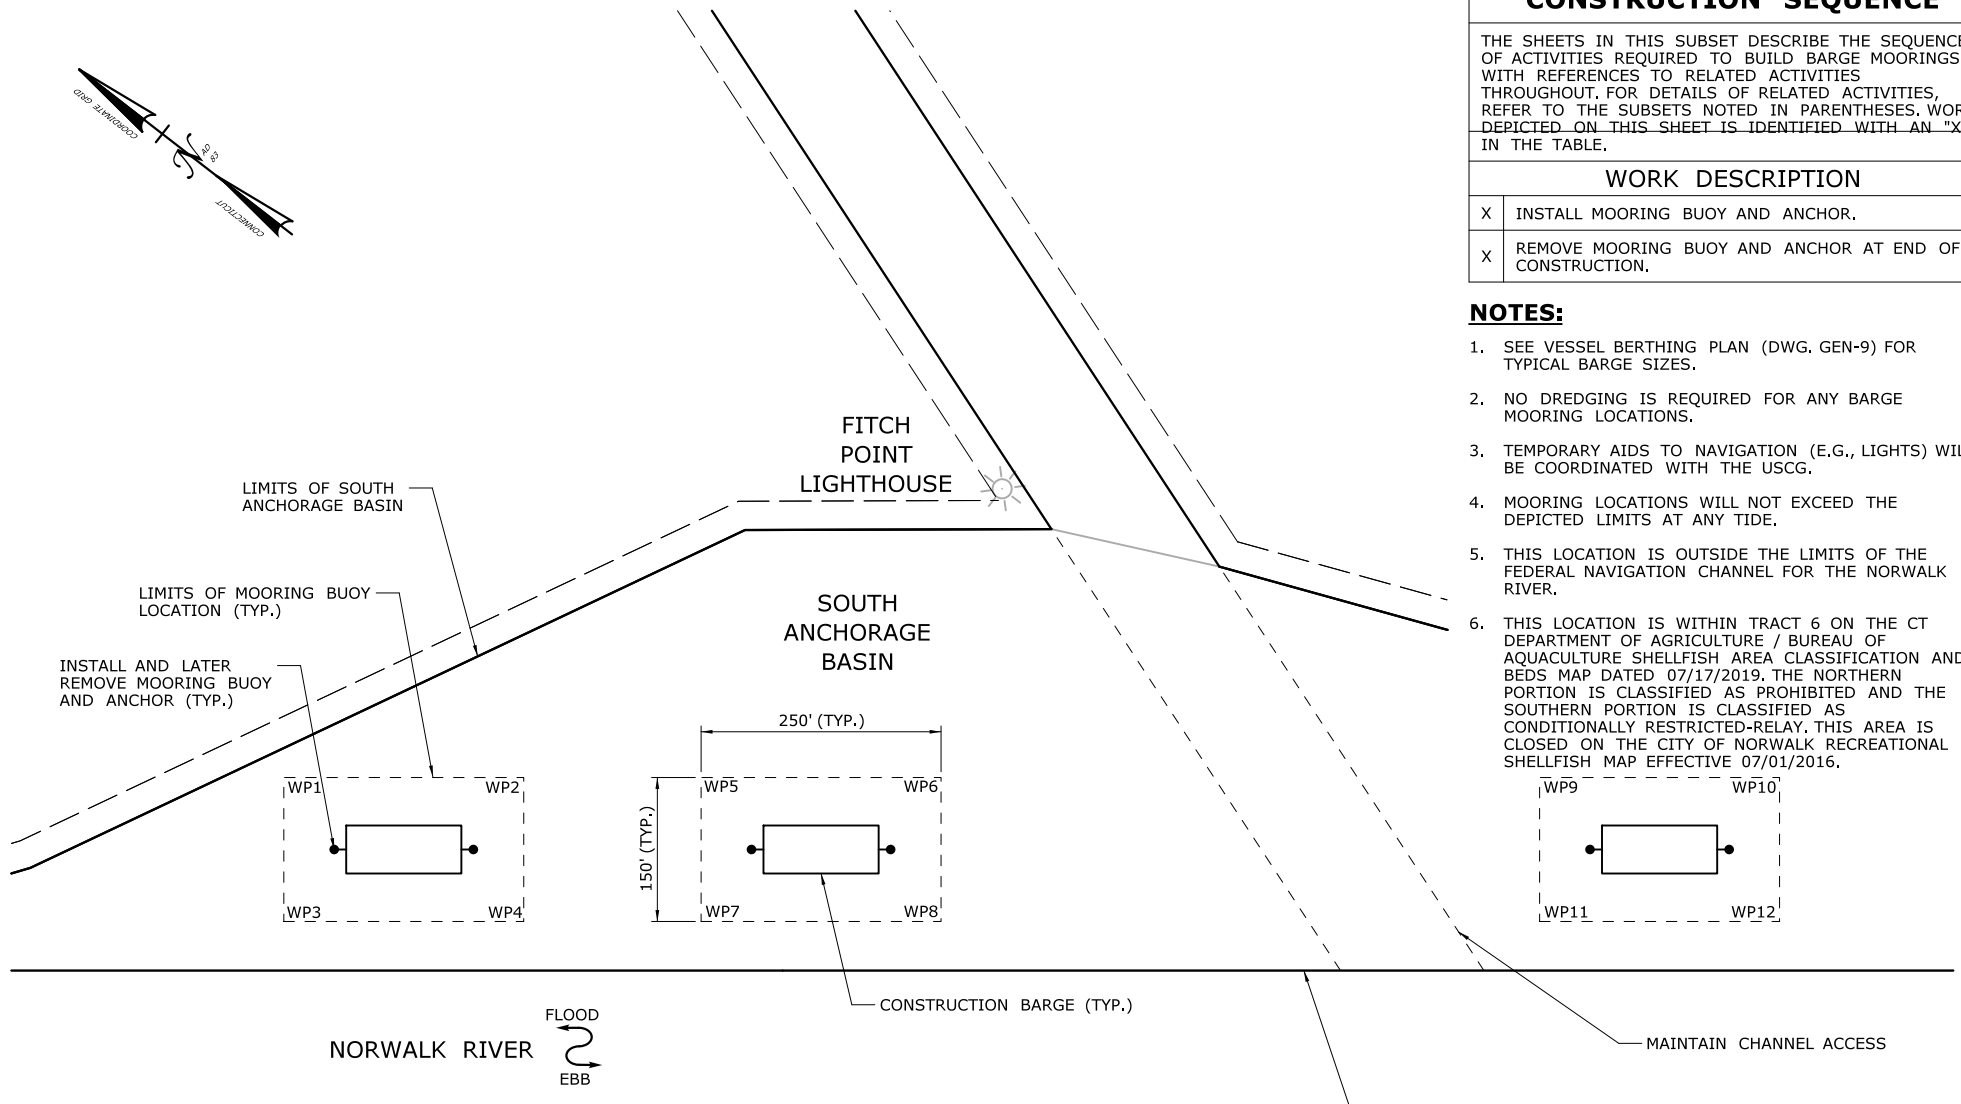 CONSTRUCTION SEQUENCE
THE SHEETS IN THIS SUBSET DESCRIBE THE SEQUENCE
OF ACTIVITIES REQUIRED TO BUILD BARGE MOORINGS
WITH REFERENCES TO RELATED ACTIVITIES
THROUGHOUT. FOR DETAILS OF RELATED ACTIVITIES,
REFER TO THE SUBSETS NOTED IN PARENTHESES. WOR
DEPICTED ON THIS SHEET IS IDENTIFIED WITH AN "X
IN THE TABLE.
WORK DESCRIPTION
X INSTALL MOORING BUOY AND ANCHOR.
X REMOVE MOORING BUOY AND ANCHOR AT END OF
CONSTRUCTION.
NOTES:
1. SEE VESSEL BERTHING PLAN (DWG. GEN-9) FOR
TYPICAL BARGE SIZES.
2. NO DREDGING IS REQUIRED FOR ANY BARGE
MOORING LOCATIONS.
3. TEMPORARY AIDS TO NAVIGATION (E.G., LIGHTS) WIL
BE COORDINATED WITH THE USCG.
4. MOORING LOCATIONS WILL NOT EXCEED THE
DEPICTED LIMITS AT ANY TIDE.
5. THIS LOCATION IS OUTSIDE THE LIMITS OF THE
FEDERAL NAVIGATION CHANNEL FOR THE NORWALK
RIVER.
6. THIS LOCATION IS WITHIN TRACT 6 ON THE CT
DEPARTMENT OF AGRICULTURE / BUREAU OF
AQUACULTURE SHELLFISH AREA CLASSIFICATION AND
BEDS MAP DATED 07/17/2019. THE NORTHERN
PORTION IS CLASSIFIED AS PROHIBITED AND THE
SOUTHERN PORTION IS CLASSIFIED AS
CONDITIONALLY RESTRICTED-RELAY. THIS AREA IS
CLOSED ON THE CITY OF NORWALK RECREATIONAL
SHELLFISH MAP EFFECTIVE 07/01/2016.
COORDINATE GRID
N
AD
83
CONNECTICUT
FITCH
POINT
LIGHTHOUSE
LIMITS OF SOUTH
ANCHORAGE BASIN
LIMITS OF MOORING BUOY
LOCATION (TYP.)
INSTALL AND LATER
REMOVE MOORING BUOY
AND ANCHOR (TYP.)
SOUTH
ANCHORAGE
BASIN
250' (TYP.)
150' (TYP.)
WP1
WP2
WP3
WP4
WP5
WP6
WP7
WP8
WP9
WP10
WP11
WP12
CONSTRUCTION BARGE (TYP.)
MAINTAIN CHANNEL ACCESS
FLOOD
NORWALK RIVER
EBB